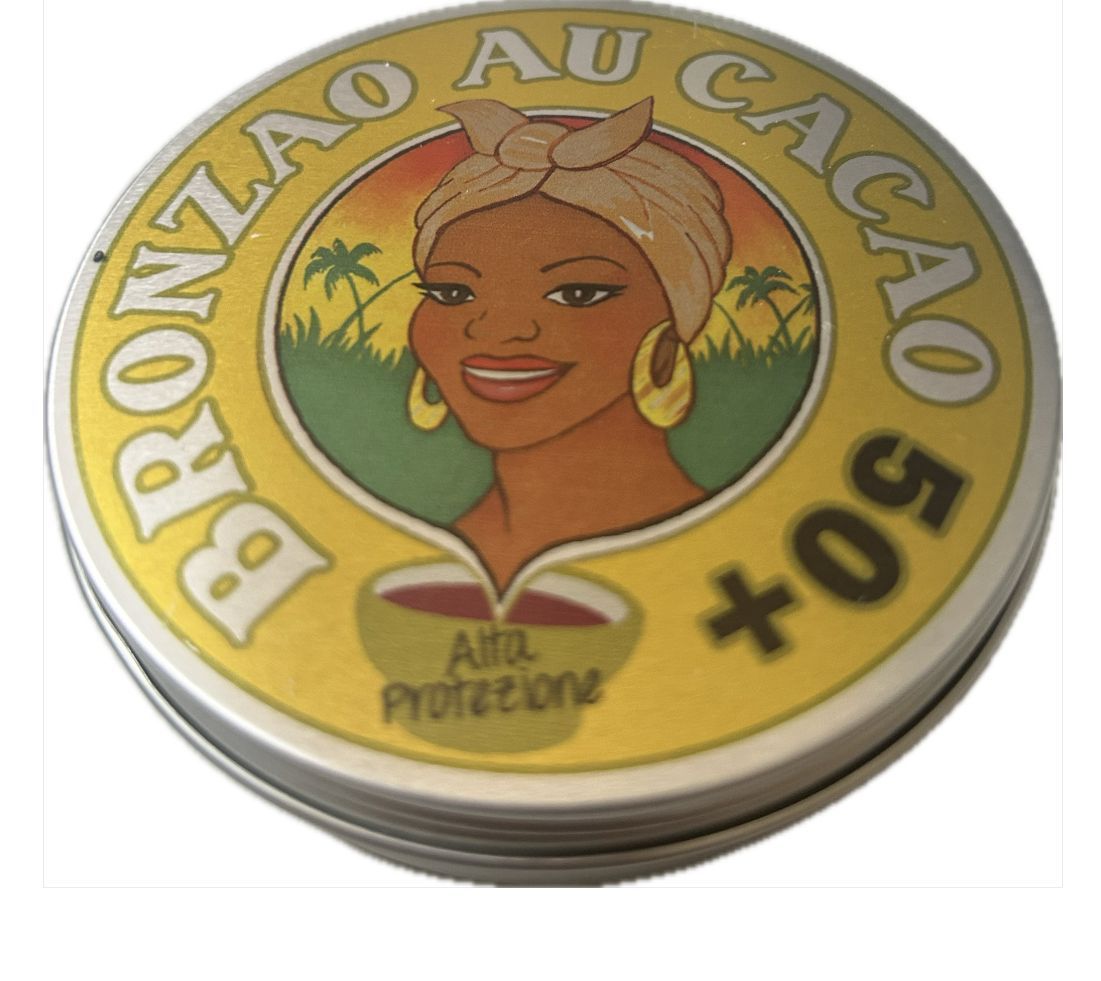 BRONZAO AU CACAO 50+
Alta
Protezione